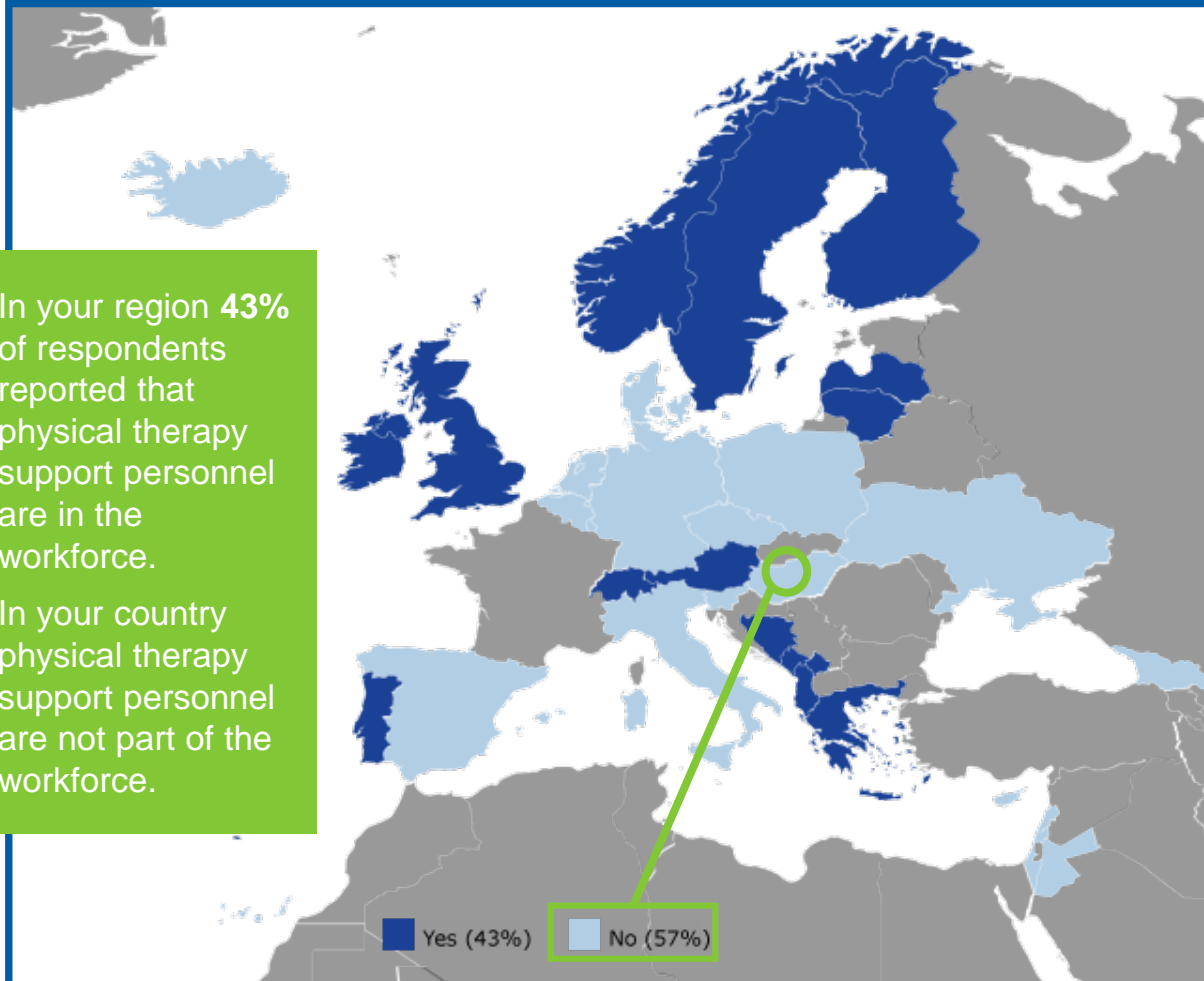 In your region 43%
of respondents
reported that
physical therapy
support personnel
are in the
workforce.
In your country
physical therapy
support personnel
are not part of the
workforce.
Yes (43%)
No (57%)